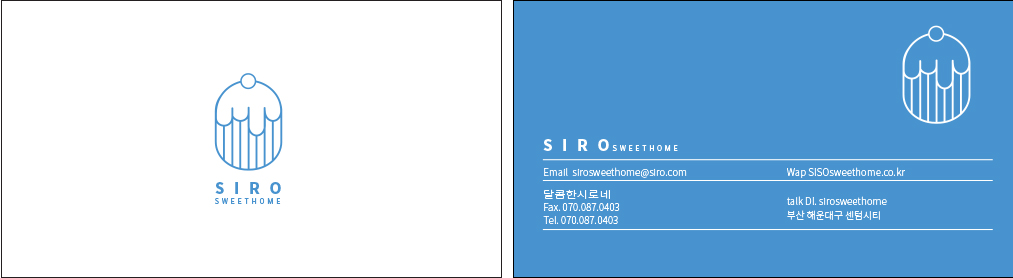 SIRO
SWEETHOME
SIRO SWEETHOME
Email sirosweethome@siro.com
Wap SISOsweethome.co.kr
달콤한시로네
Fax. 070.087.0403
Tel. 070.087.0403
talk DI. sirosweethome
부산 해운대구 센텀시티